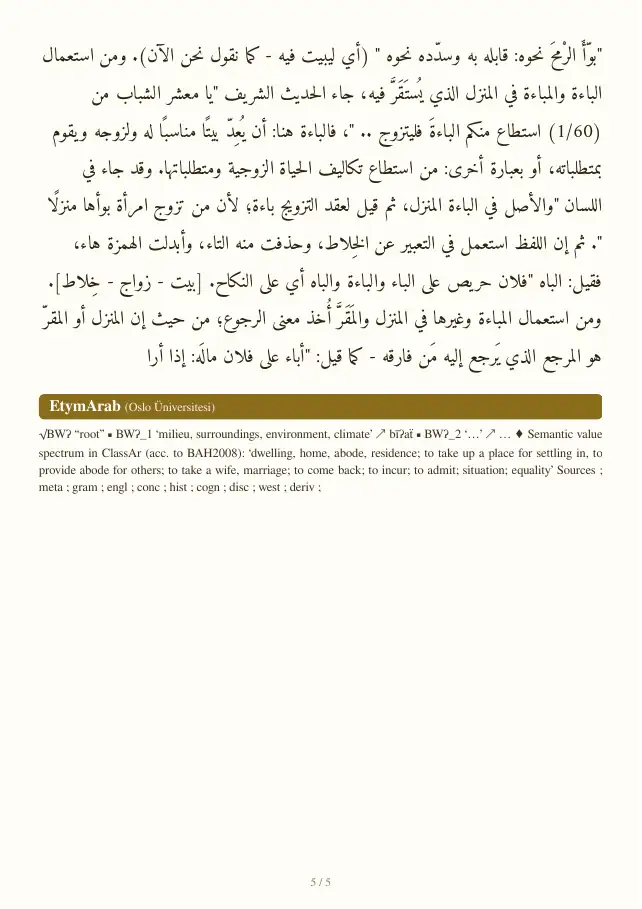 "بوّأَ الرْمحَ نحوه: قابله به وسدّده نحوه " (أي ليبيت فيه - كما نقول نحن الآن). ومن استعمال
الباءة والمباءة في المنزل الذي يُستَقَرَّ فيه، جاء الحديث الشريف "يا معشر الشباب من
(1/60) استطاع منكم الباءةَ فليتزوج .. "، فالباءة هنا: أن يُعِدّ بيتًا مناسبًا له ولزوجه ويقوم
بمتطلباته، أو بعبارة أخرى: من استطاع تكاليف الحياة الزوجية ومتطلباتها. وقد جاء في
اللسان "والأصل في الباءة المنزل، ثم قيل لعقد التزويج باءة؛ لأن من تزوج امرأة بوأها منزلًا
". ثم إن اللفظ استعمل في التعبير عن الخِلاط، وحذفت منه التاء، وأبدلت الهمزة هاء،
فقيل: الباه "فلان حريص على الباء والباءة والباه أي على النكاح. [بيت - زواج - خِلاط].
ومن استعمال المباءة وغيرها في المنزل والمَقَرَّ أُخذ معنى الرجوع؛ من حيث إن المنزل أو المقرّ
هو المرجع الذي يَرجع إليه مَن فارقه - كما قيل: "أباء على فلان مالَه: إذا أرا
EtymArab (Oslo Üniversitesi)
√BWʔ “root” ▪ BWʔ_1 ‘milieu, surroundings, environment, climate’ ↗ bīʔaẗ ▪ BWʔ_2 ‘…’ ↗ … ♦ Semantic value
spectrum in ClassAr (acc. to BAH2008): ‘dwelling, home, abode, residence; to take up a place for settling in, to
provide abode for others; to take a wife, marriage; to come back; to incur; to admit; situation; equality’ Sources ;
meta ; gram ; engl ; conc ; hist ; cogn ; disc ; west ; deriv ;
5 / 5